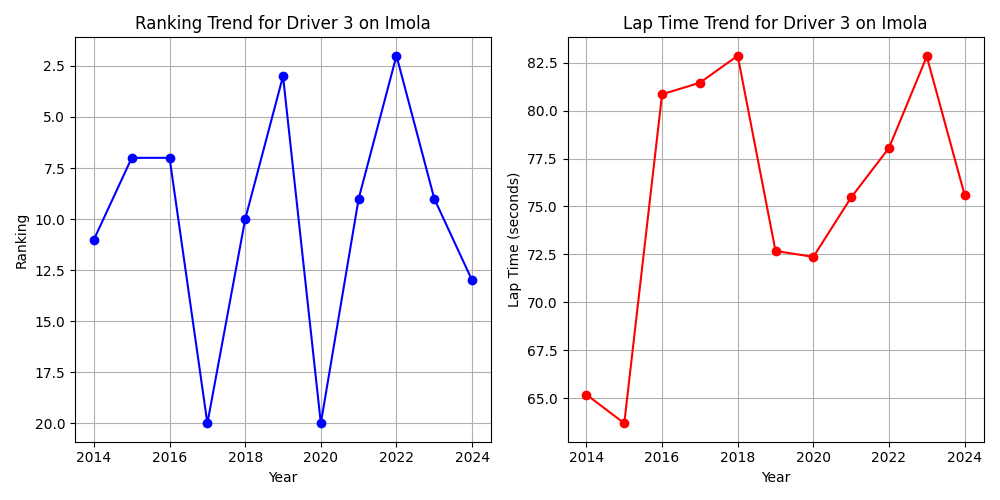 Ranking Trend for Driver 3 on Imola
Ranking
2.5
5.0
7.5
10.0
12.5
15.0
17.5
20.0
2014 2016 2018 2020 2022 2024
Year
Lap Time Trend for Driver 3 on Imola
Lap Time (seconds)
82.5
80.0
77.5
75.0
72.5
70.0
67.5
65.0
2014 2016 2018 2020 2022 2024
Year